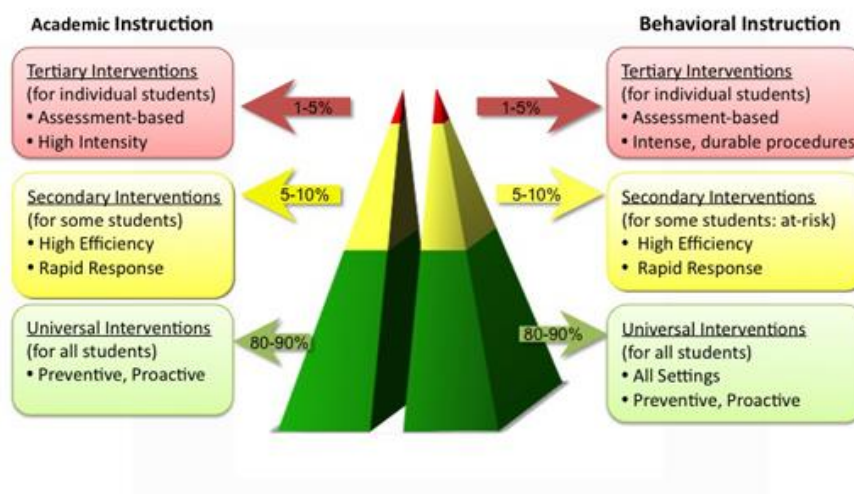 Academic Instruction
Tertiary Interventions
(for individual students)
• Assessment-based
• High Intensity
1-5%
Secondary Interventions
(for some students)
• High Efficiency
• Rapid Response
5-10%
Universal Interventions
(for all students)
• Preventive, Proactive
80-90%
Behavioral Instruction
1-5%
Tertiary Interventions
(for individual students)
• Assessment-based
• Intense, durable procedures
5-10%
Secondary Interventions
(for some students: at-risk)
• High Efficiency
• Rapid Response
80-90%
Universal Interventions
(for all students)
• All Settings
• Preventive, Proactive